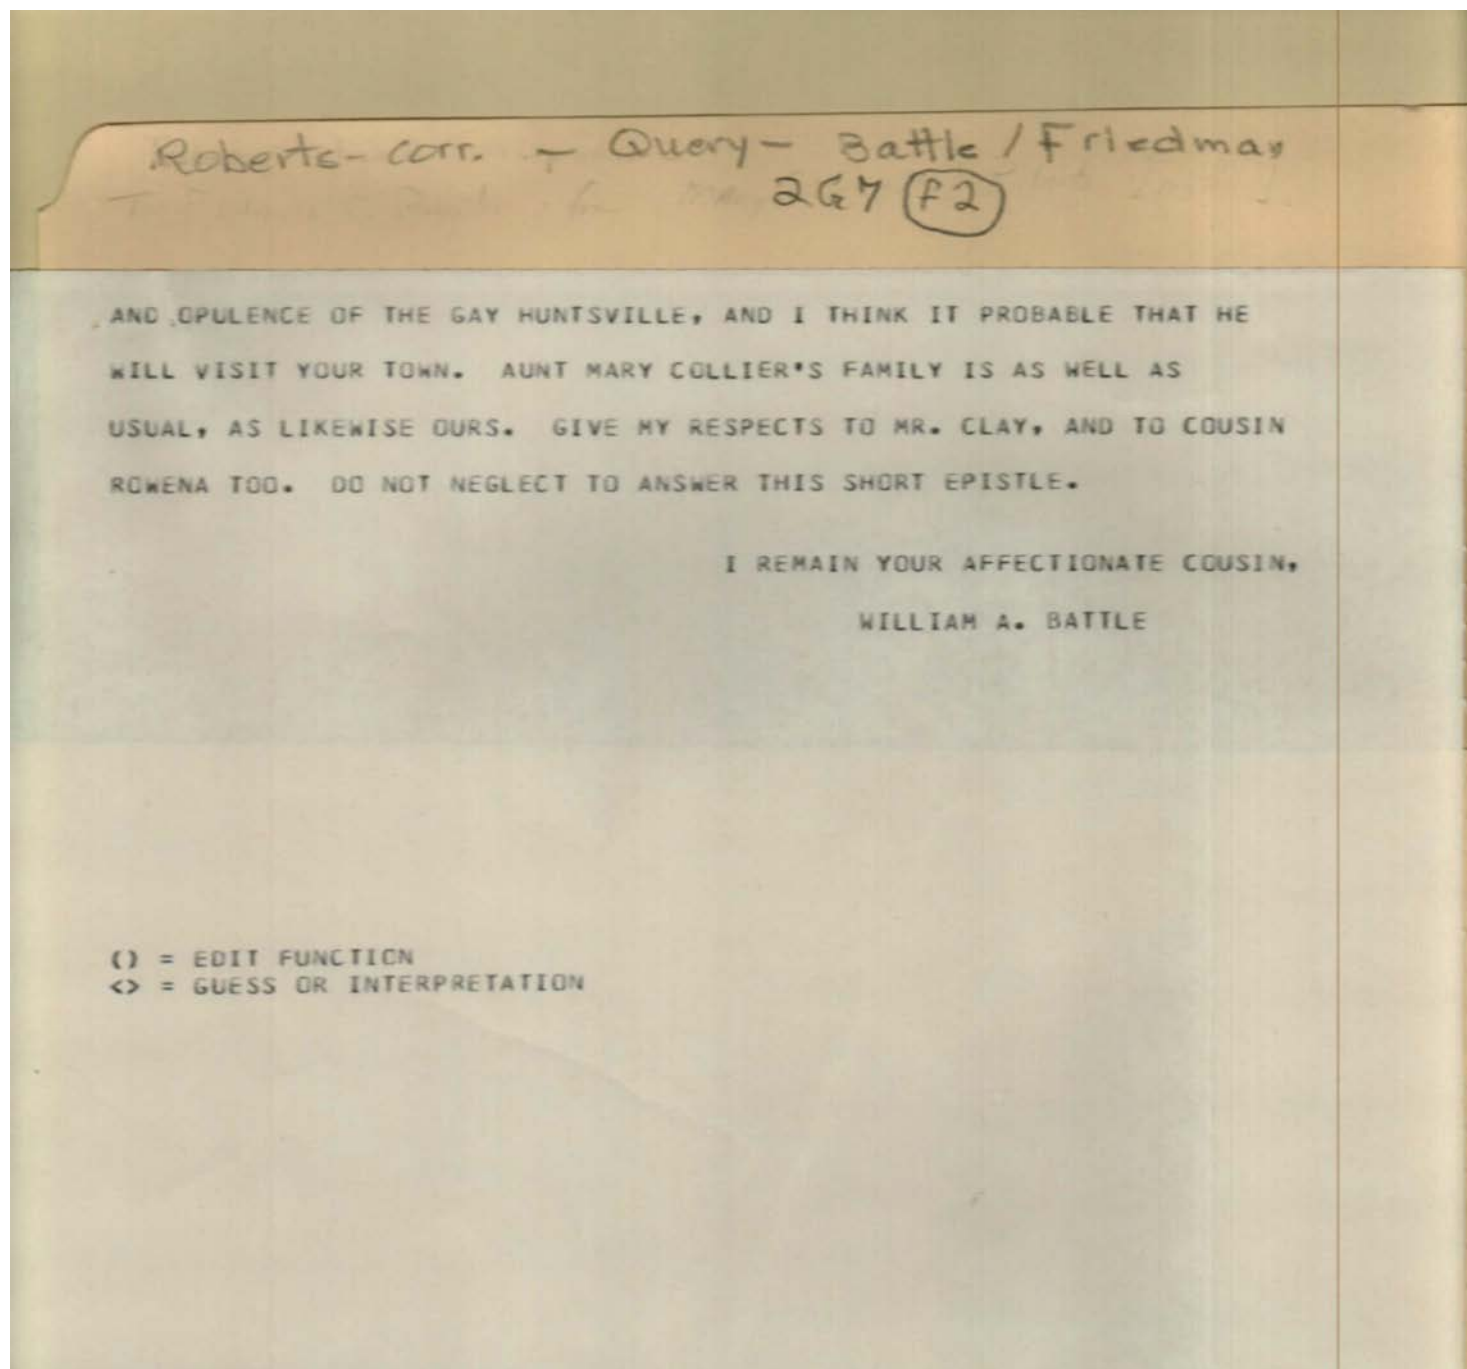 Roberts- corr. - Query - Battle / Friedman
2G7 F2
AND OPULENCE OF THE GAY HUNTSVILLE, AND I THINK IT PROBABLE THAT HE
WILL VISIT YOUR TOWN. AUNT MARY COLLIER'S FAMILY IS AS WELL AS
USUAL, AS LIKEWISE OURS. GIVE MY RESPECTS TO MR. CLAY, AND TO COUSIN
ROWENA TOO. DO NOT NEGLECT TO ANSWER THIS SHORT EPISTLE.
I REMAIN YOUR AFFECTIONATE COUSIN,
WILLIAM A. BATTLE
() = EDIT FUNCTION
<> = GUESS OR INTERPRETATION